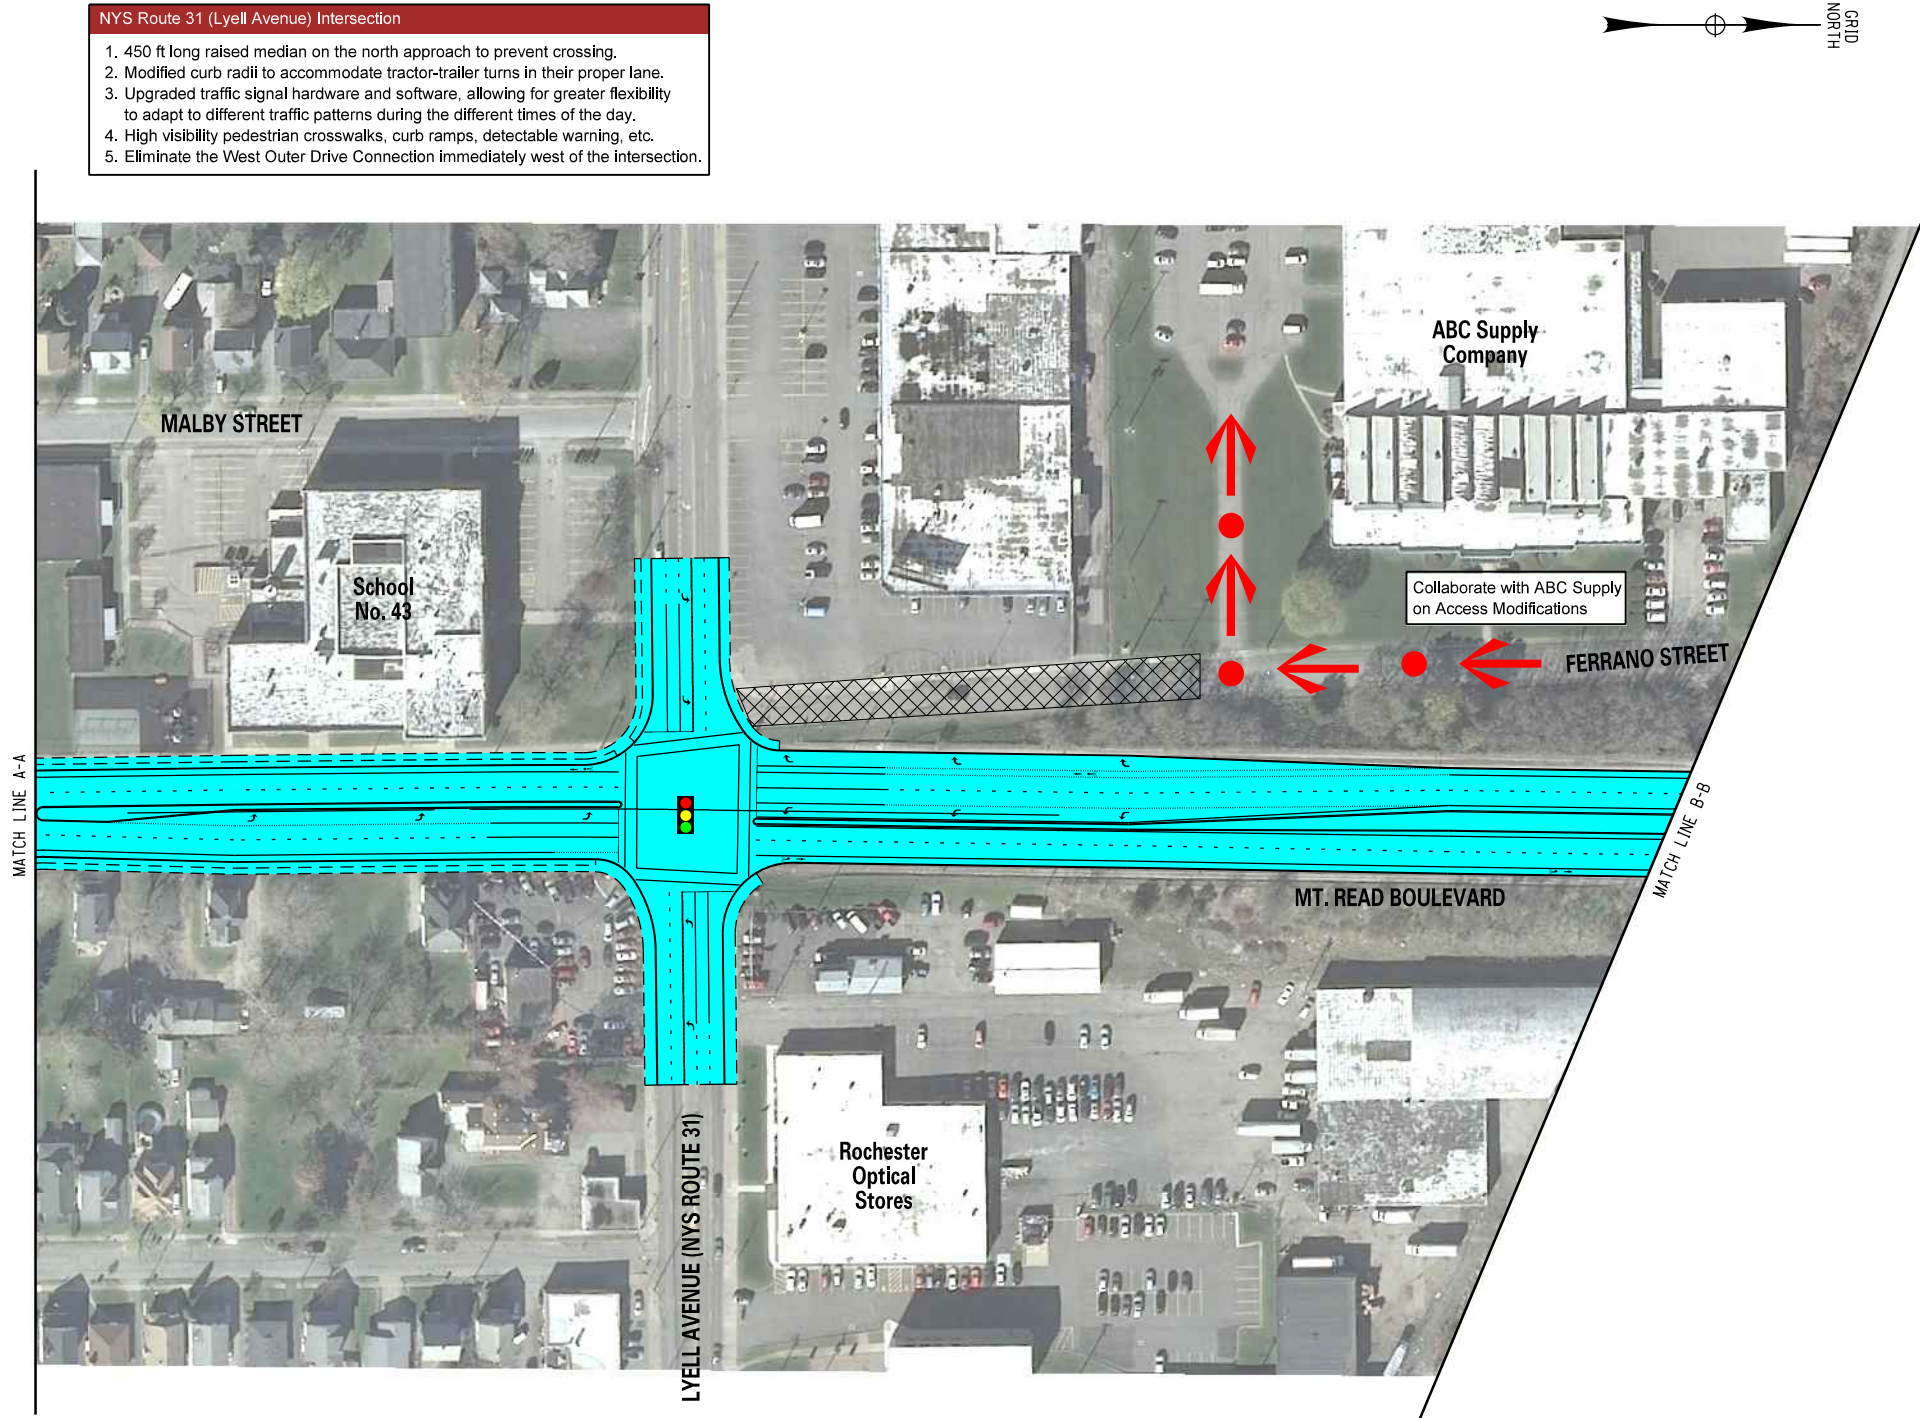 NYS Route 31 (Lyell Avenue) Intersection
1. 450 ft long raised median on the north approach to prevent crossing.
2. Modified curb radii to accommodate tractor-trailer turns in their proper lane.
3. Upgraded traffic signal hardware and software, allowing for greater flexibility
to adapt to different traffic patterns during the different times of the day.
4. High visibility pedestrian crosswalks, curb ramps, detectable warning, etc.
5. Eliminate the West Outer Drive Connection immediately west of the intersection.
GRID
NORTH
ABC Supply
Company
MALBY STREET
School
No. 43
Collaborate with ABC Supply
on Access Modifications
FERRANO STREET
MATCH LINE A-A
MATCH LINE B-B
MT. READ BOULEVARD
LYELL AVENUE (NYS ROUTE 31)
Rochester
Optical
Stores